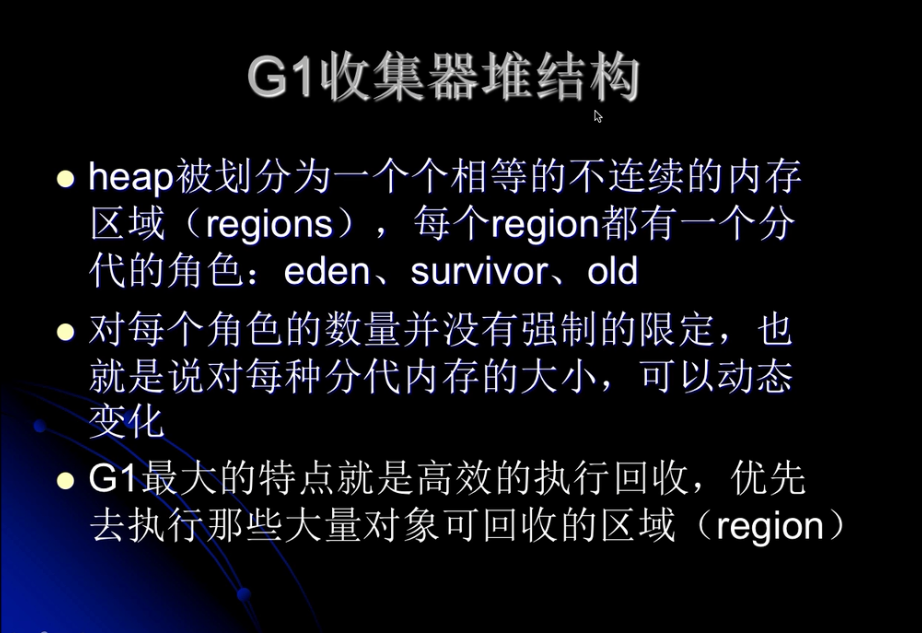 G1收集器堆结构
heap被划分为一个个相等的不连续的内存
区域（regions），每个region都有一个分
代的角色：eden、survivor、old
对每个角色的数量并没有强制的限定，也
就是说对每种分代内存的大小，可以动态
变化
G1最大的特点就是高效的执行回收，优先
去执行那些大量对象可回收的区域（region）